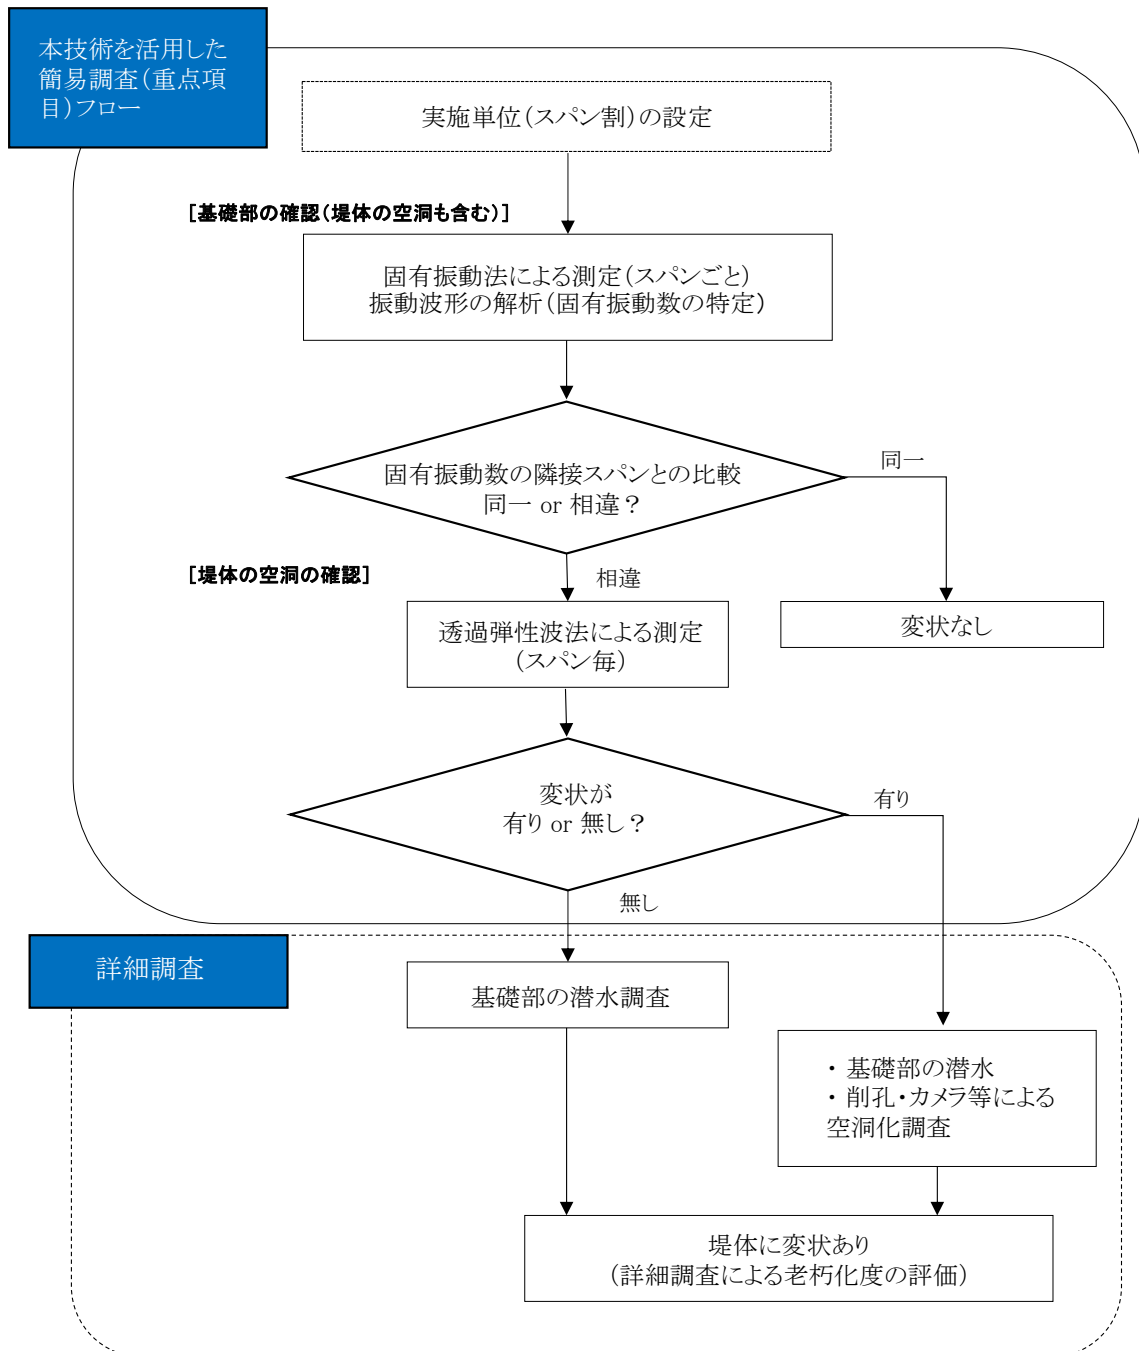 本技術を活用した
簡易調査(重点項
目)フロー
実施単位(スパン割)の設定
[基礎部の確認(堤体の空洞も含む)]
固有振動法による測定(スパンごと)
振動波形の解析(固有振動数の特定)
固有振動数の隣接スパンとの比較
同一 or 相違?
同一
[堤体の空洞の確認]
相違
透過弾性波法による測定
(スパン毎)
変状なし
変状が
有り or 無し?
有り
無し
詳細調査
基礎部の潜水調査
・基礎部の潜水
・削孔・カメラ等による
空洞化調査
堤体に変状あり
(詳細調査による老朽化度の評価)